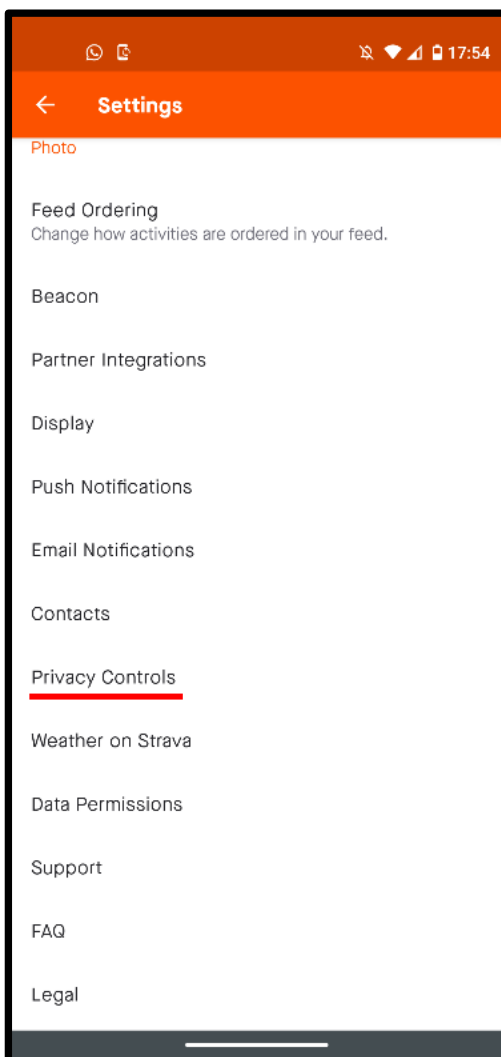 17:54
Settings
Photo
Feed Ordering
Change how activities are ordered in your feed.
Beacon
Partner Integrations
Display
Push Notifications
Email Notifications
Contacts
Privacy Controls
Weather on Strava
Data Permissions
Support
FAQ
Legal